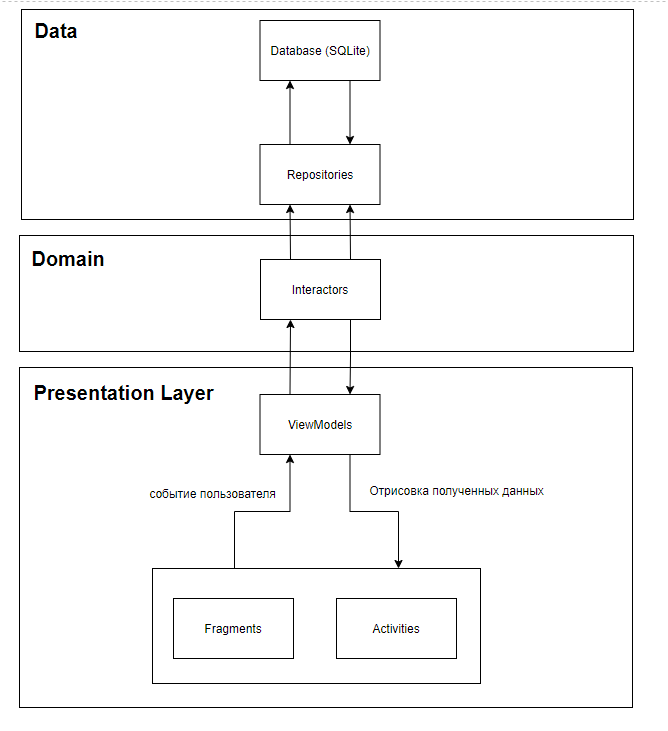 Data
Database (SQLite)
Repositories
Domain
Interactors
Presentation Layer
ViewModels
событие пользователя
Отрисовка полученных данных
Fragments
Activities